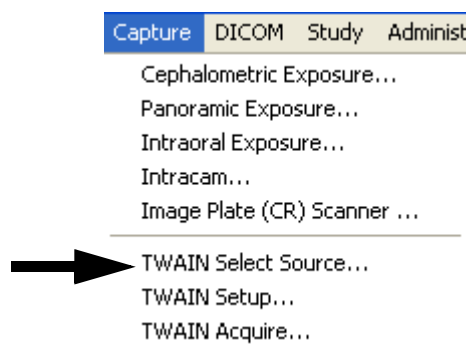 Capture DICOM Study Administ
Cephalometric Exposure...
Panoramic Exposure...
Intraoral Exposure...
Intracam...
Image Plate (CR) Scanner ...
TWAIN Select Source...
TWAIN Setup...
TWAIN Acquire...